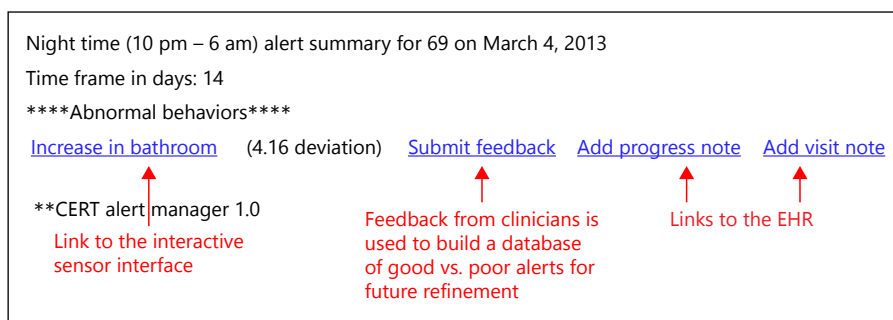 Night time (10 pm – 6 am) alert summary for 69 on March 4, 2013
Time frame in days: 14
****Abnormal behaviors****
Increase in bathroom (4.16 deviation) Submit feedback Add progress note Add visit note
**CERT alert manager 1.0
Link to the interactive
sensor interface
Feedback from clinicians is
used to build a database
of good vs. poor alerts for
future refinement
Links to the EHR